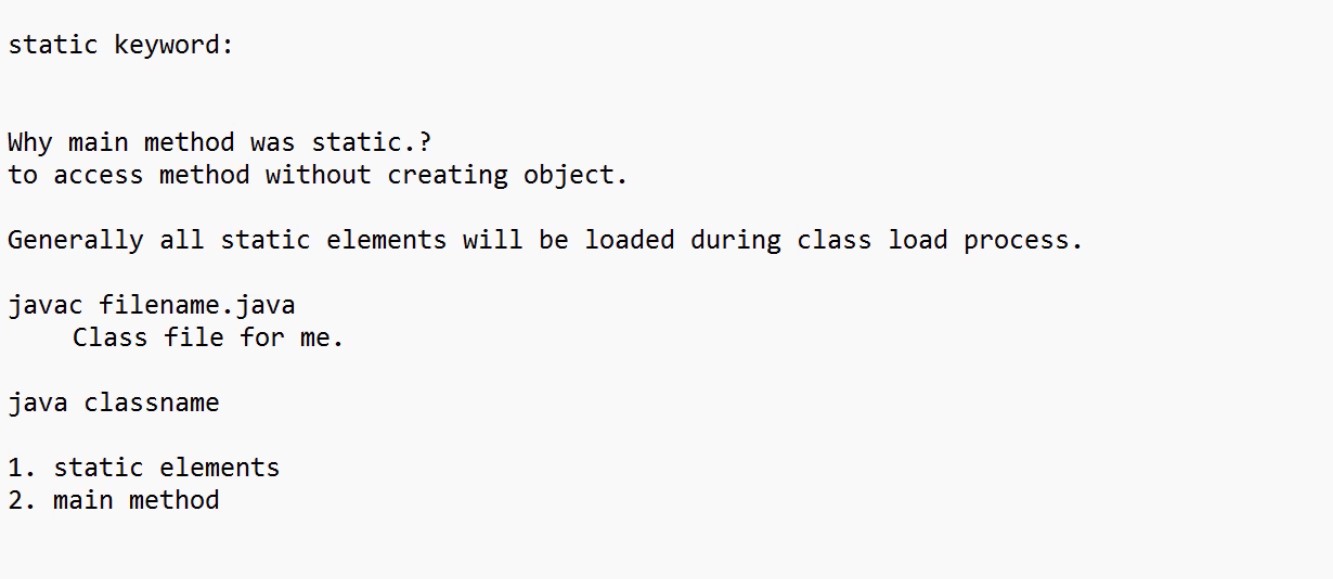 static keyword:
Why main method was static.?
to access method without creating object.
Generally all static elements will be loaded during class load process.
javac filename.java
Class file for me.
java classname
1. static elements
2. main method